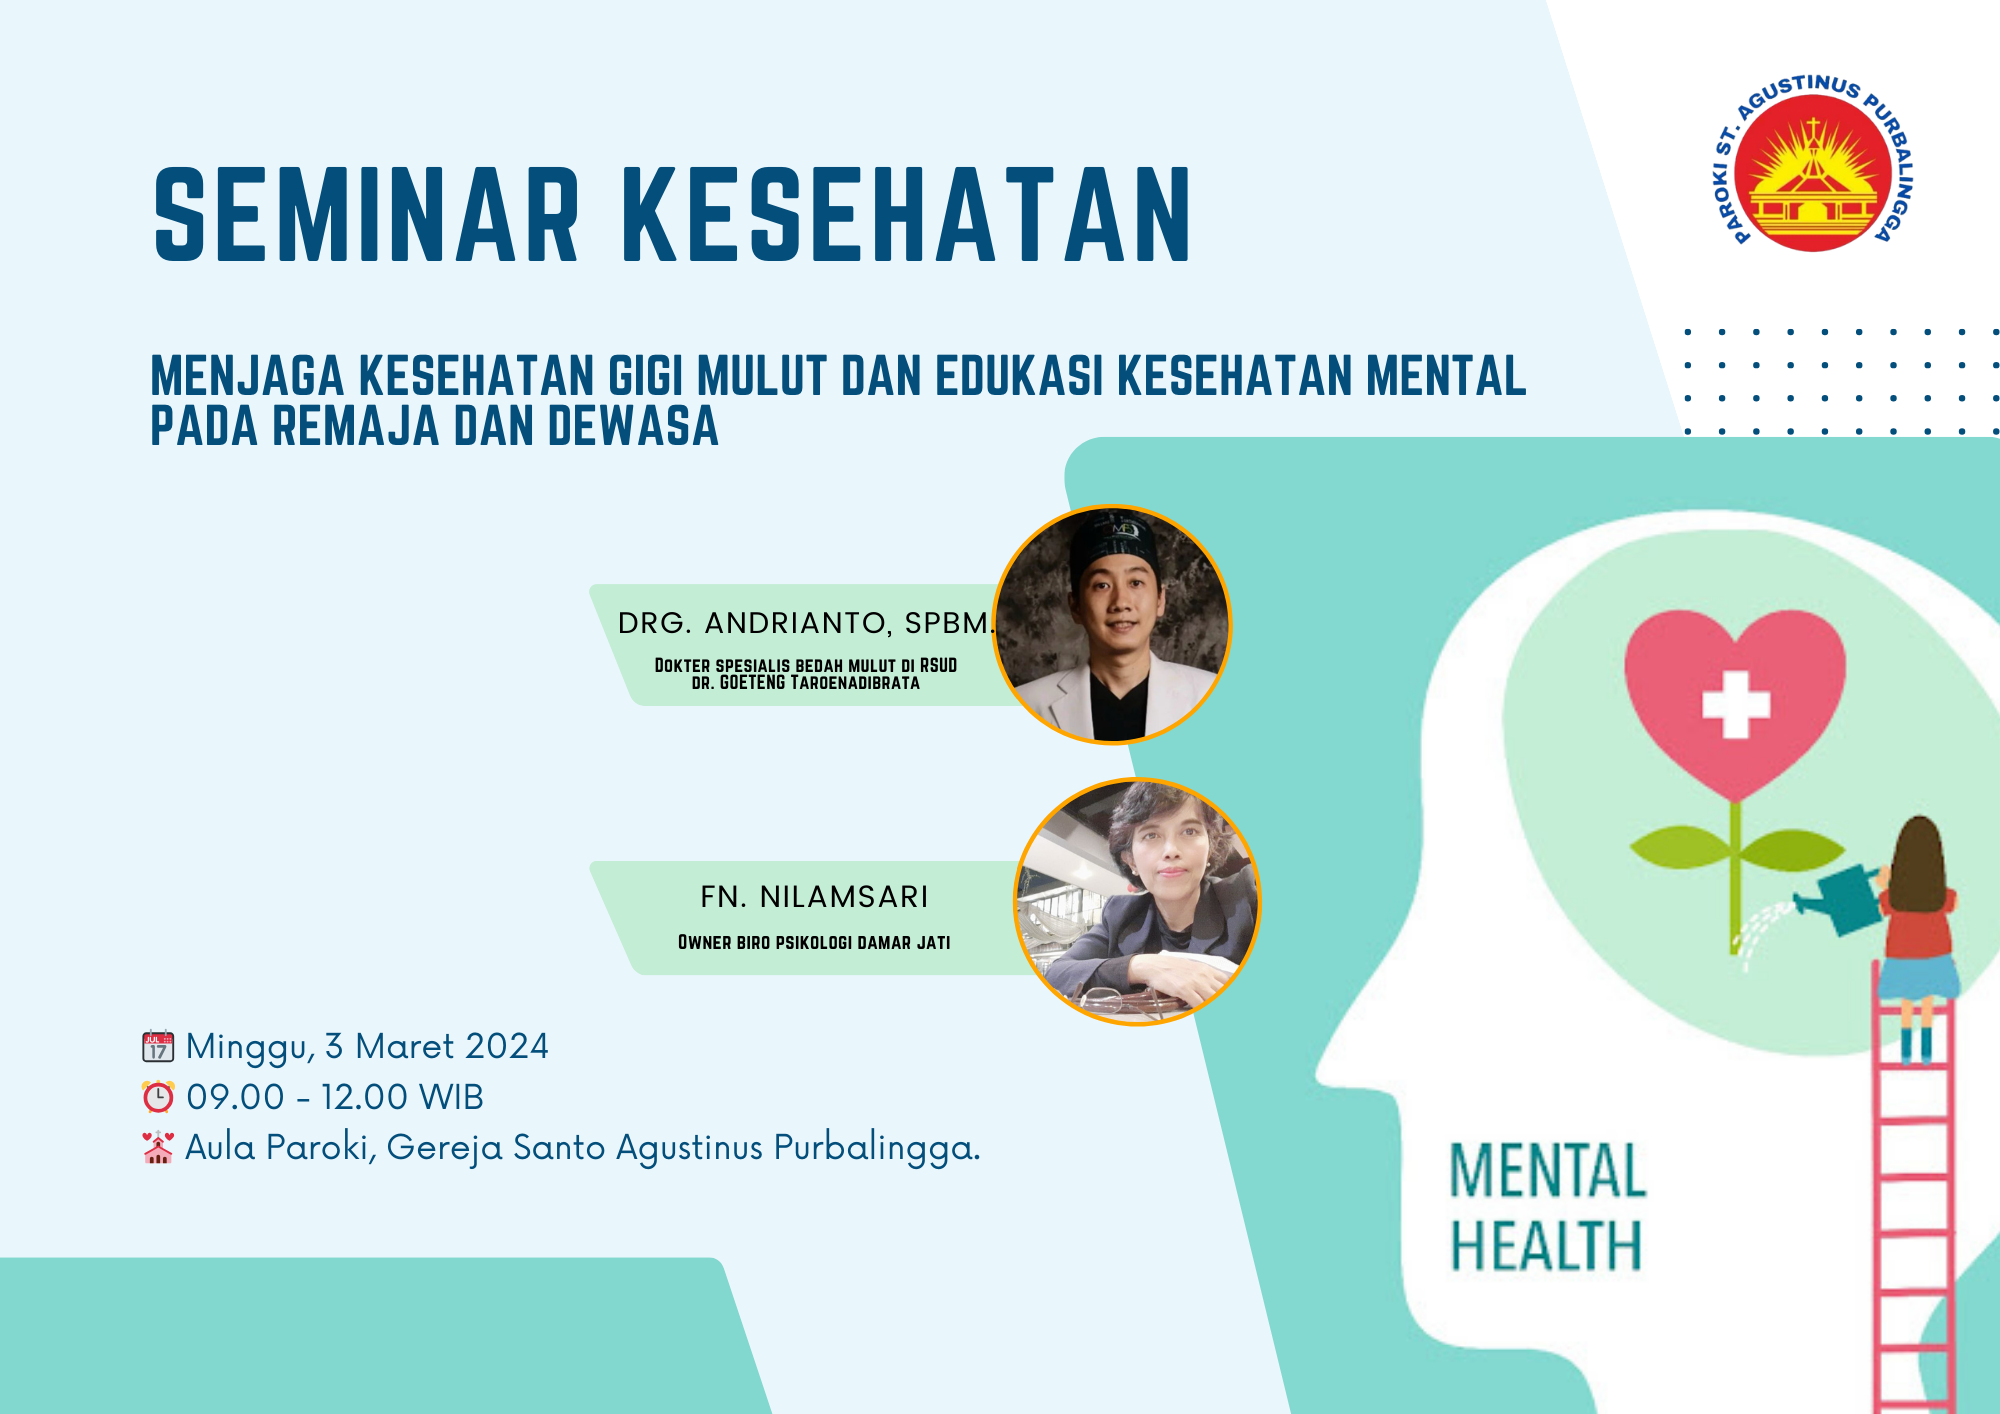 PAROKI ST. AGUSTINUS PURBALINGGA
SEMINAR KESEHATAN
MENJAGA KESEHATAN GIGI MULUT DAN EDUKASI KESEHATAN MENTAL
PADA REMAJA DAN DEWASA
DRG. ANDRIANTO, SPBM.
DOKTER SPESIALIS BEDAH MULUT DI RSUD
DR. GOETENG TAROENADIBRATA
FN. NILAMSARI
OWNER BIRO PSIKOLOGI DAMAR JATI
JUL
17
Minggu, 3 Maret 2024
09.00 - 12.00 WIB
Aula Paroki, Gereja Santo Agustinus Purbalingga.
MENTAL
HEALTH